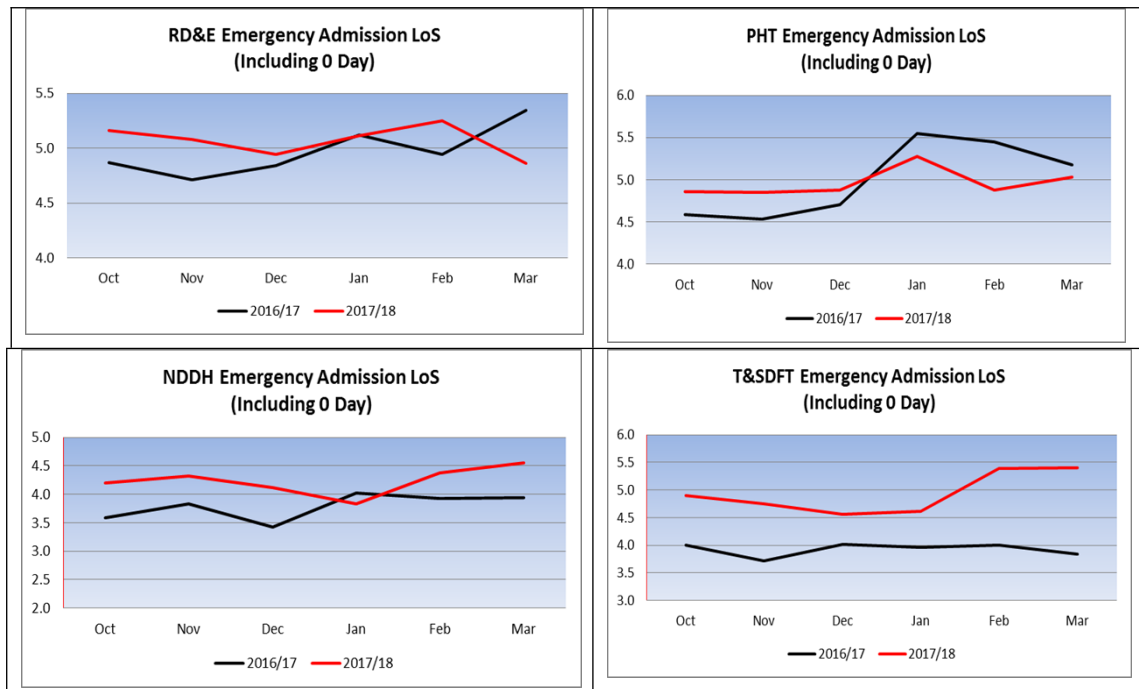 RD&E Emergency Admission LoS
(Including 0 Day)
5.5
5.0
4.5
4.0
Oct Nov Dec Jan Feb Mar
2016/17 2017/18
PHT Emergency Admission LoS
(Including 0 Day)
6.0
5.5
5.0
4.5
4.0
Oct Nov Dec Jan Feb Mar
2016/17 2017/18
NDDH Emergency Admission LoS
(Including 0 Day)
5.0
4.5
4.0
3.5
3.0
2.5
2.0
Oct Nov Dec Jan Feb Mar
2016/17 2017/18
T&SDFT Emergency Admission LoS
(Including 0 Day)
6.0
5.5
5.0
4.5
4.0
3.5
3.0
Oct Nov Dec Jan Feb Mar
2016/17 2017/18